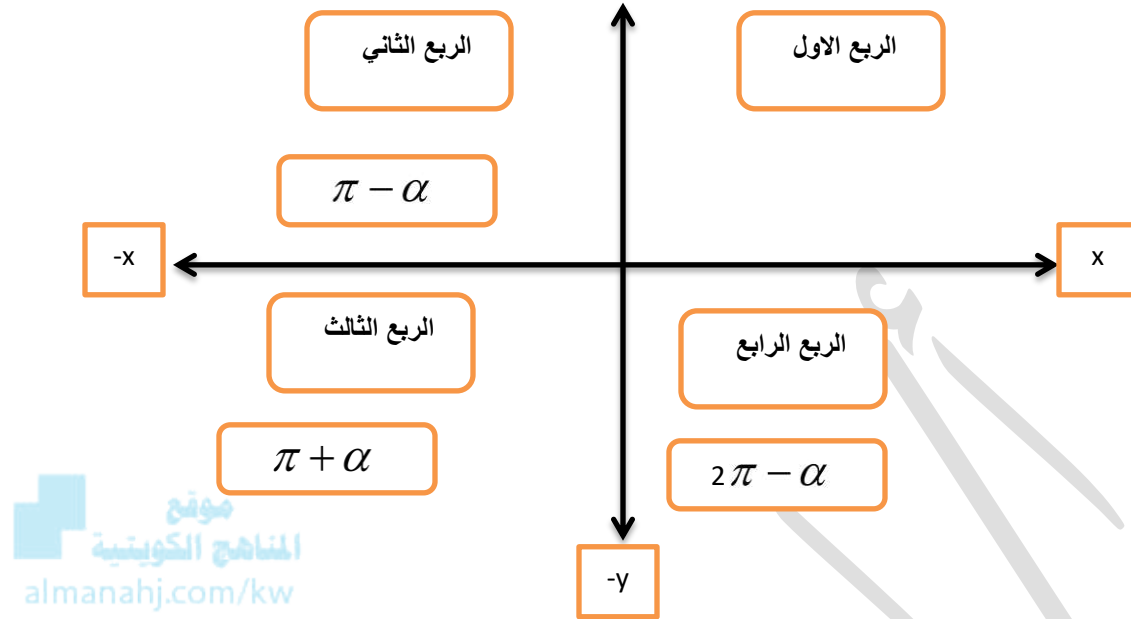 الربع الاول
الربع الثاني
π − α
-x
x
الربع الثالث
الربع الرابع
π + α
2π − α
موقع
المناهج الكويتية
almanahj.com/kw
-y